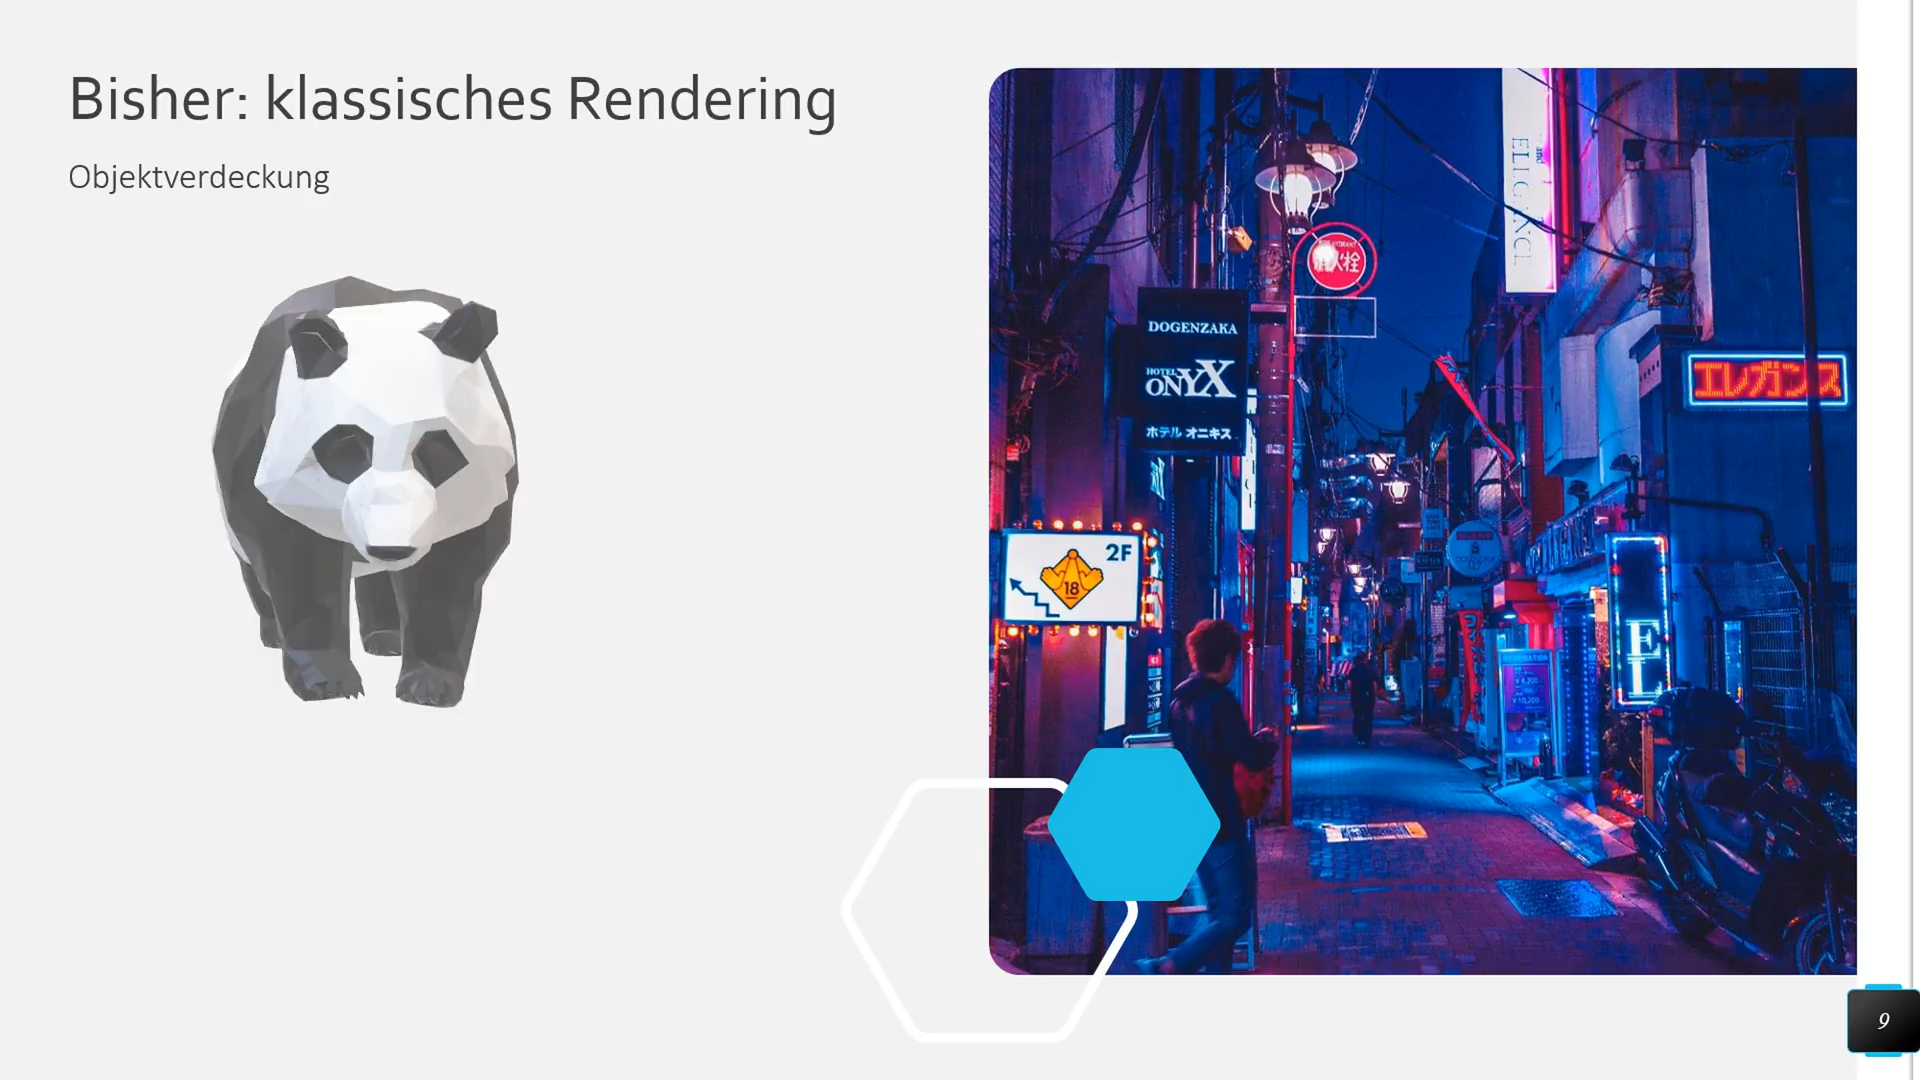 Bisher: klassisches Rendering
Objektverdeckung
DOGENZAKA
HOTEL
ONYX
ホテル オニキス
2F
18
エレガンス
E
L
9